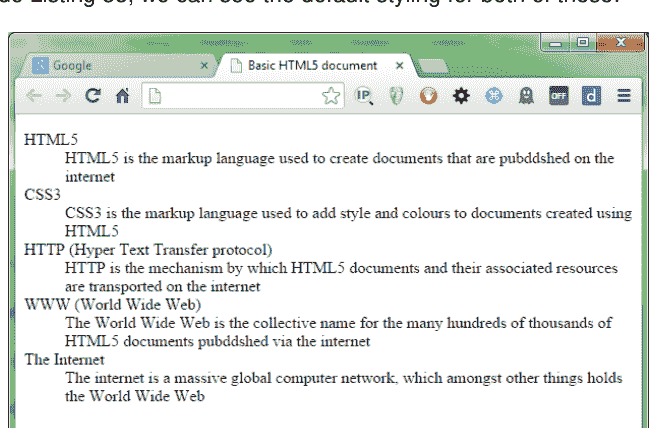 de Listing 38, we can see the default styling for both of these.
Google
Basic HTML5 document
IP
OFF
d
HTML5
HTML5 is the markup language used to create documents that are pubddshed on the
internet
CSS3
CSS3 is the markup language used to add style and colours to documents created using
HTML5
HTTP (Hyper Text Transfer protocol)
HTTP is the mechanism by which HTML5 documents and their associated resources
are transported on the internet
WWW (World Wide Web)
The World Wide Web is the collective name for the many hundreds of thousands of
HTML5 documents pubddshed via the internet
The Internet
The internet is a massive global computer network, which amongst other things holds
the World Wide Web